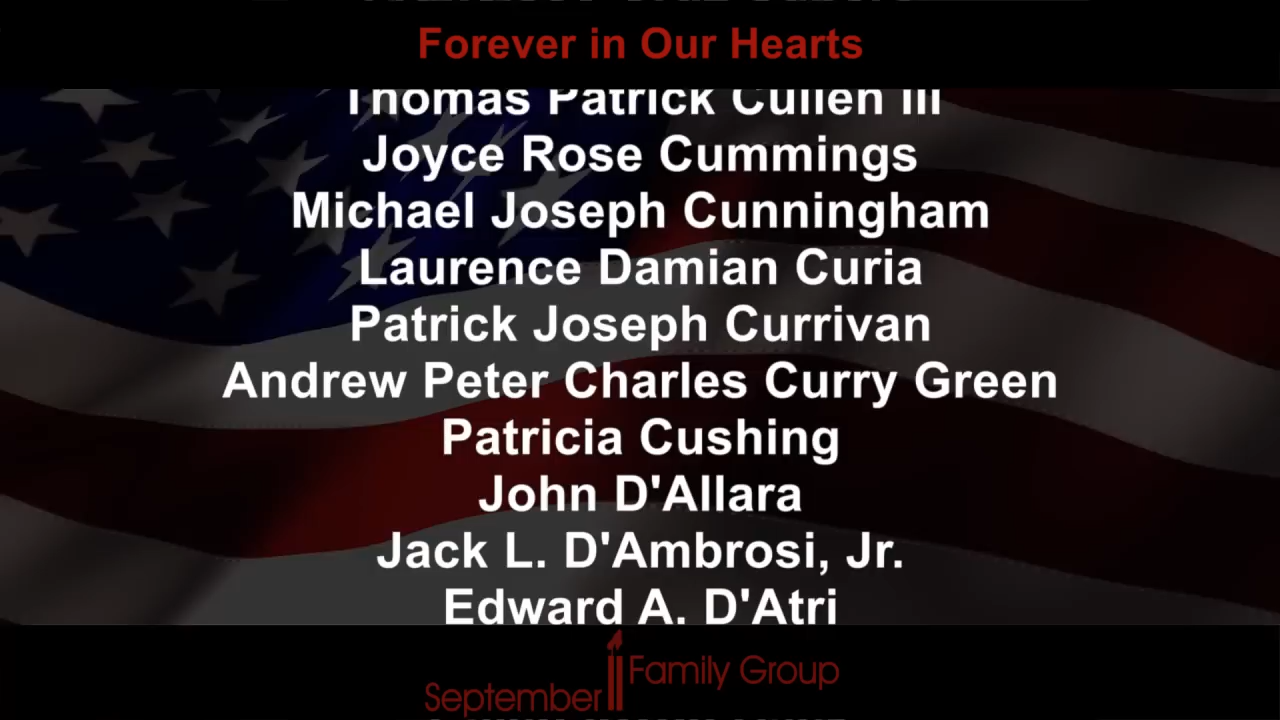 Forever in Our Hearts
Thomas Patrick Cullen III
Joyce Rose Cummings
Michael Joseph Cunningham
Laurence Damian Curia
Patrick Joseph Currivan
Andrew Peter Charles Curry Green
Patricia Cushing
John D'Allara
Jack L. D'Ambrosi, Jr.
Edward A. D'Atri
September 11 Family Group